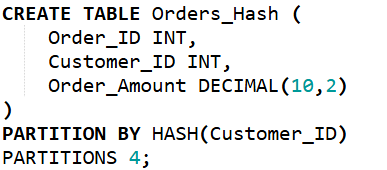 CREATE TABLE Orders_Hash (
    Order_ID INT,
    Customer_ID INT,
    Order_Amount DECIMAL(10,2)
)
PARTITION BY HASH(Customer_ID)
PARTITIONS 4;